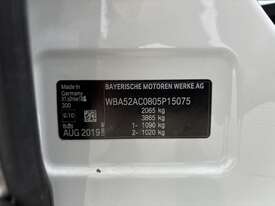 Made in
Germany
BAYERISCHE MOTOREN WERKE AG
WBA52AC0805P15075
2065 kg
3865 kg
1- 1090 kg
2- 1020 kg
AUG 2019